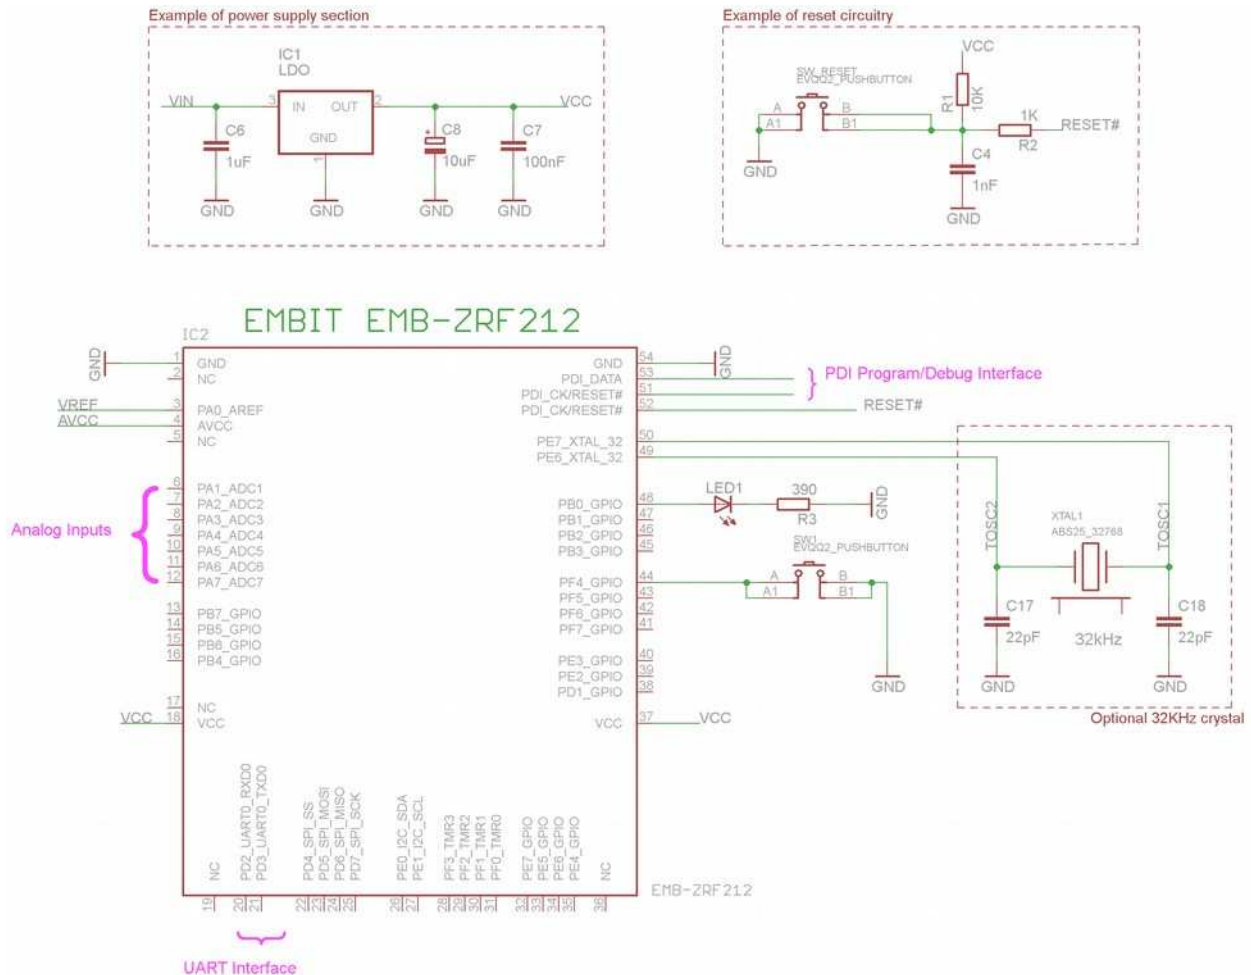 Example of power supply section
Example of reset circuitry
IC1
LDO
VIN
3
IN
OUT
2
VCC
GND
1
C6
1uF
C8
10uF
C7
100nF
GND
GND
GND
GND
VCC
SW_RESET
EVQQ2_PUSHBUTTON
R1
10K
A
B
A1
B1
1K
R2
RESET#
C4
1nF
GND
GND
EMBIT EMB-ZRF212
IC2
GND
1 GND
2 NC
VREF 3 PA0_AREF
AVCC 4 AVCC
5 NC
Analog Inputs
6 PA1_ADC1
7 PA2_ADC2
8 PA3_ADC3
9 PA4_ADC4
10 PA5_ADC5
11 PA6_ADC6
12 PA7_ADC7
13 PB7_GPIO
14 PB5_GPIO
15 PB6_GPIO
16 PB4_GPIO
17 NC
VCC 18 VCC
GND 54 GND
PDI_DATA 53
PDI_CK/RESET# 51
PDI_CK/RESET# 52 RESET#
PDI Program/Debug Interface
PE7_XTAL_32 50
PE6_XTAL_32 49
PB0_GPIO 48
PB1_GPIO 47
PB2_GPIO 46
PB3_GPIO 45
PF4_GPIO 44
PF5_GPIO 43
PF6_GPIO 42
PF7_GPIO 41
PE3_GPIO 40
PE2_GPIO 39
PD1_GPIO 38
VCC 37 VCC
LED1
390
R3
GND
SW1
EVQQ2_PUSHBUTTON
A
B
A1
B1
GND
TOSC2
TOSC1
XTAL1
ABS25_32768
32kHz
C17
22pF
C18
22pF
GND
GND
Optional 32KHz crystal
NC 19
PD2_UART0_RXD0 20
PD3_UART0_TXD0 21
PD4_SPI_SS 22
PD5_SPI_MOSI 23
PD6_SPI_MISO 24
PD7_SPI_SCK 25
PE0_I2C_SDA 26
PE1_I2C_SCL 27
PF3_TMR3 28
PF2_TMR2 29
PF1_TMR1 30
PF0_TMR0 31
PE7_GPIO 32
PE5_GPIO 33
PE6_GPIO 34
PE4_GPIO 35
NC 36
EMB-ZRF212
UART Interface